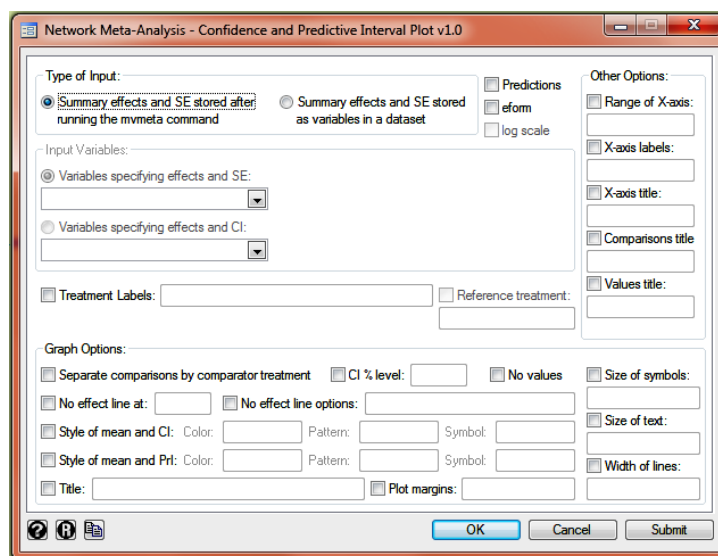 Network Meta-Analysis - Confidence and Predictive Interval Plot v1.0
Type of Input:
Summary effects and SE stored after
running the mvmeta command
Summary effects and SE stored
as variables in a dataset
Predictions
eform
log scale
Other Options:
Range of X-axis:
X-axis labels:
X-axis title:
Comparisons title
Values title:
Input Variables:
Variables specifying effects and SE:
Variables specifying effects and CI:
Treatment Labels:
Reference treatment:
Graph Options:
Separate comparisons by comparator treatment
CI % level:
No values
Size of symbols:
No effect line at:
No effect line options:
Size of text:
Style of mean and CI: Color: Pattern: Symbol:
Style of mean and PrI: Color: Pattern: Symbol:
Width of lines:
Title:
Plot margins:
? R
OK
Cancel
Submit